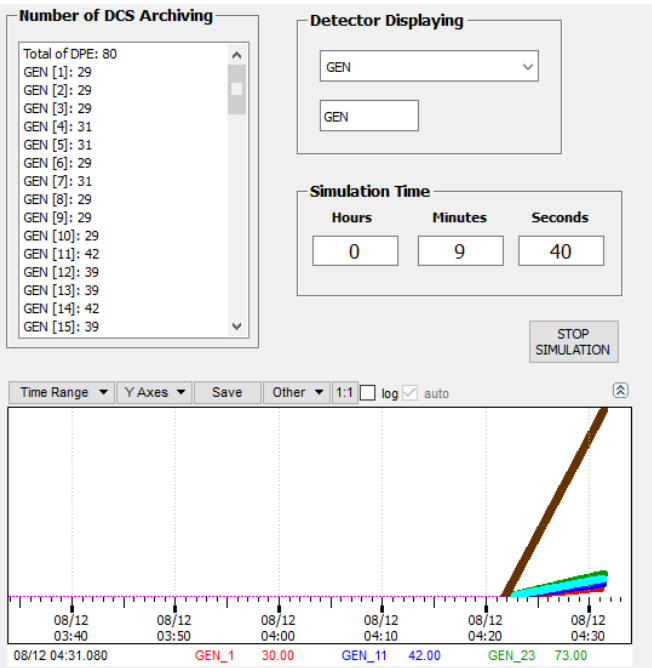 Number of DCS Archiving
Total of DPE: 80
GEN [1]: 29
GEN [2]: 29
GEN [3]: 29
GEN [4]: 31
GEN [5]: 31
GEN [6]: 29
GEN [7]: 31
GEN [8]: 29
GEN [9]: 29
GEN [10]: 29
GEN [11]: 42
GEN [12]: 39
GEN [13]: 39
GEN [14]: 42
GEN [15]: 39
Detector Displaying
GEN
GEN
Simulation Time
Hours Minutes Seconds
0 9 40
STOP
SIMULATION
Time Range Y Axes Save Other 1:1 log auto
08/12 08/12 08/12 08/12 08/12 08/12
03:40 03:50 04:00 04:10 04:20 04:30
08/12 04:31.080 GEN_1 30.00 GEN_11 42.00 GEN_23 73.00